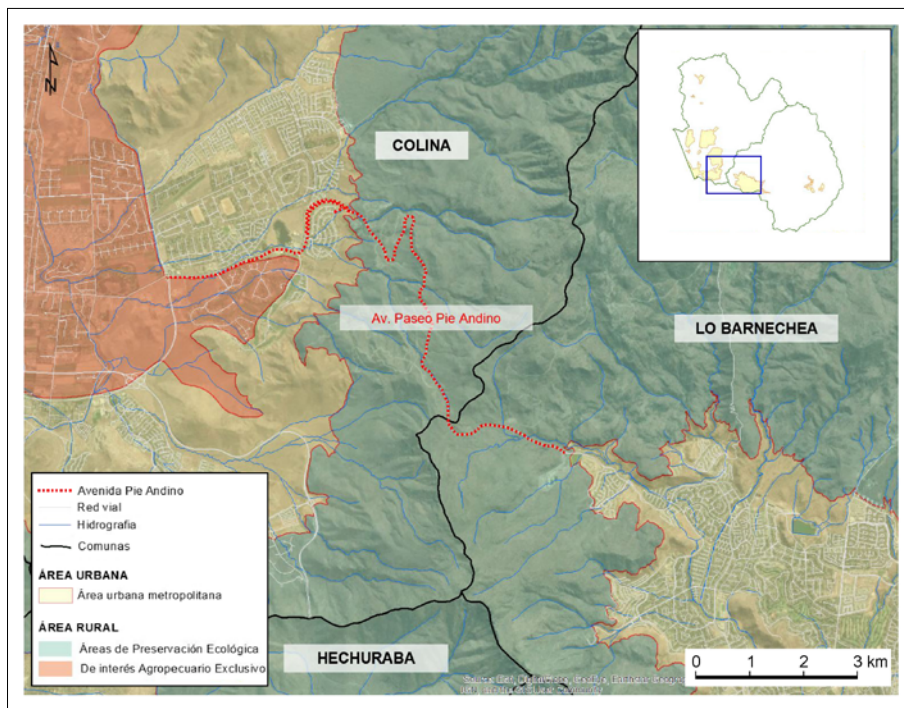 N
COLINA
Av. Paseo Pie Andino
LO BARNECHEA
Avenida Pie Andino
Red vial
Hidrografia
Comunas
ÁREA URBANA
Área urbana metropolitana
ÁREA RURAL
Áreas de Preservación Ecológica
De interés Agropecuario Exclusivo
HECHURABA
0 1 2 3 km